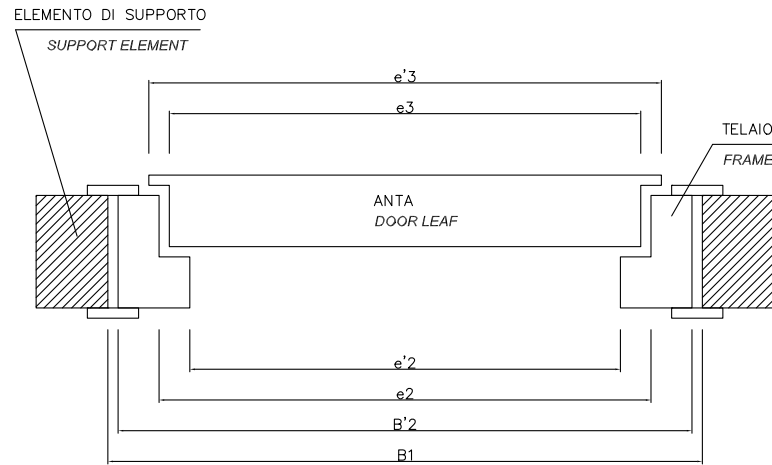 ELEMENTO DI SUPPORTO
SUPPORT ELEMENT
e'3
e3
TELAIO
FRAME
ANTA
DOOR LEAF
e'2
e2
B'2
B1